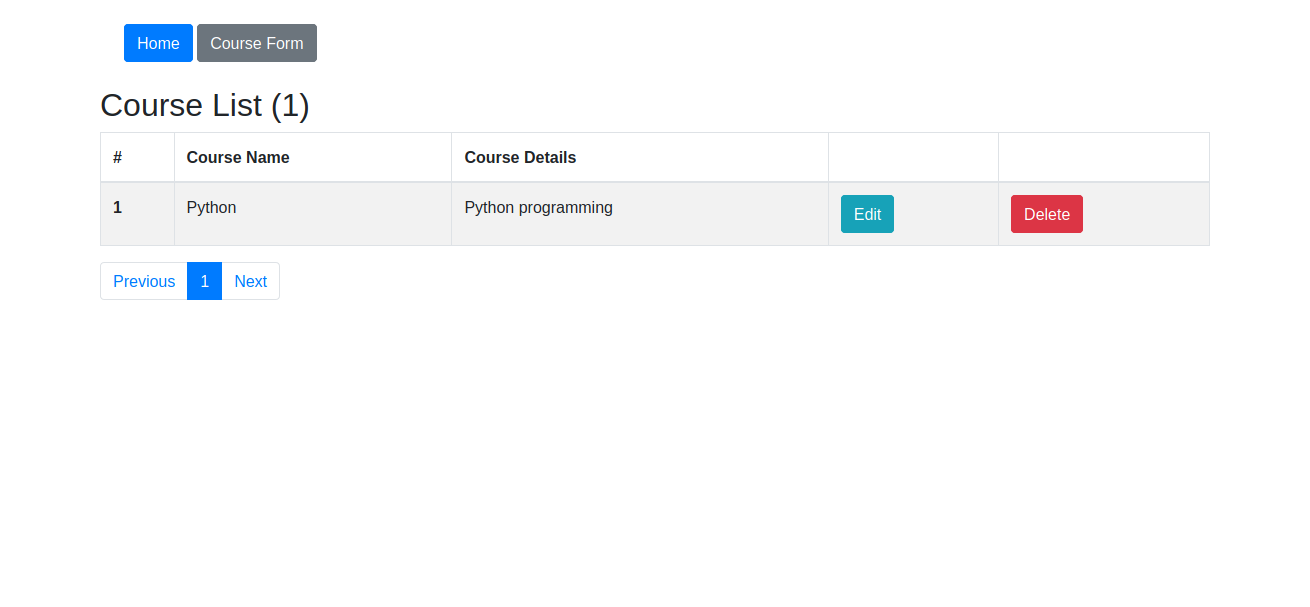 Home Course Form
Course List (1)
# Course Name Course Details
1 Python Python programming Edit Delete
Previous 1 Next